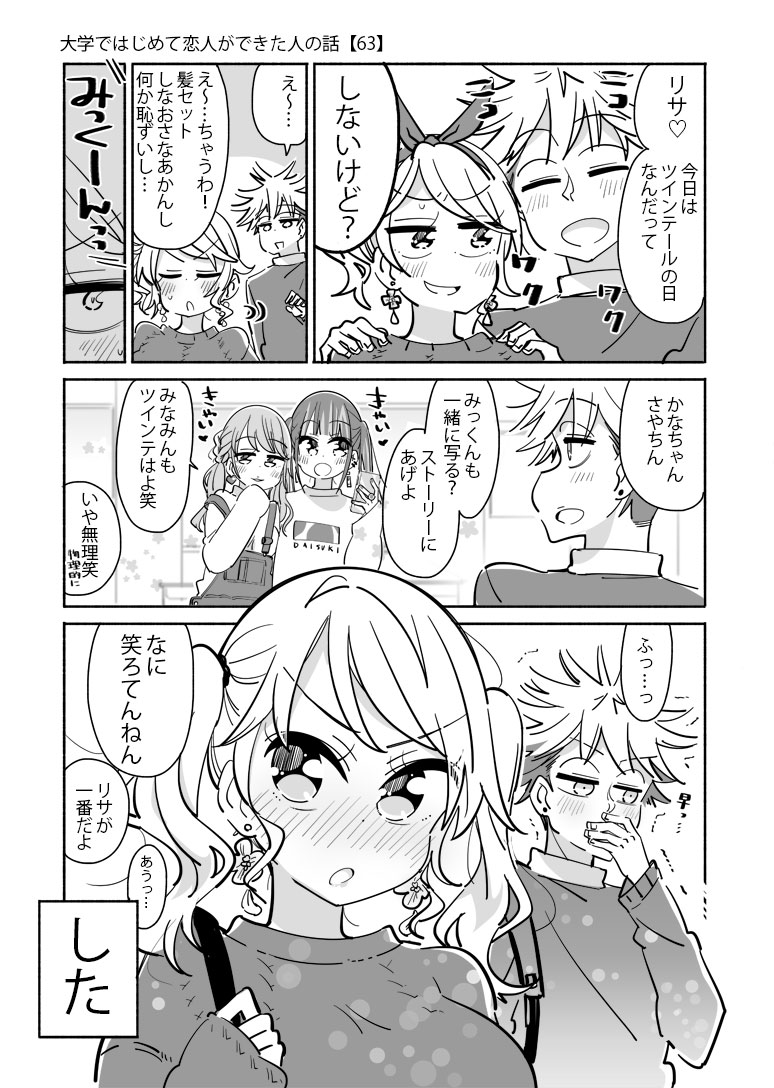 大学ではじめて恋人ができた人の話【63】
リサ♡
今日は
ツインテールの日
なんだって
しないけど?
ワク
ワク
え〜…
え〜…ちゃうわ!
髪セット
しなおさなあかんし
何か恥ずいし…
みっくーんっっ
かなちゃん
さやちん
みっくんも
一緒に写る?
ストーリーに
あげよ
きゃい♥
きゃい♥
DAISUKI
みなみんも
ツインテはよ笑
いや無理笑
物理的に
ふっ…っ
早っ…
なに
笑ろてんねん
リサが
一番だよ
あうっ…
した